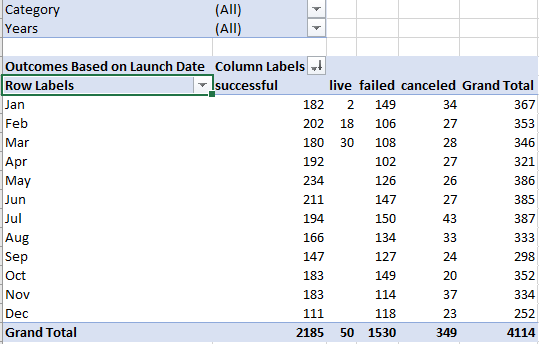 Category (All)
Years (All)
Outcomes Based on Launch Date Column Labels
Row Labels successful live failed canceled Grand Total
Jan 182 2 149 34 367
Feb 202 18 106 27 353
Mar 180 30 108 28 346
Apr 192 102 27 321
May 234 126 26 386
Jun 211 147 27 385
Jul 194 150 43 387
Aug 166 134 33 333
Sep 147 127 24 298
Oct 183 149 20 352
Nov 183 114 37 334
Dec 111 118 23 252
Grand Total 2185 50 1530 349 4114